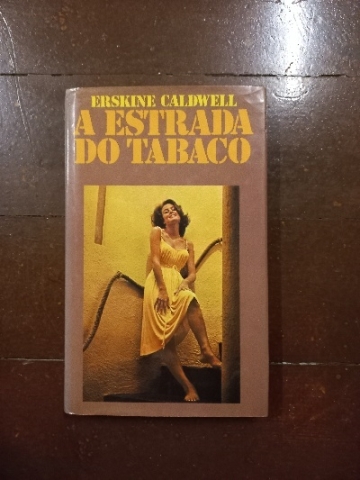 ERSKINE CALDWELL
A ESTRADA
DO TABACO